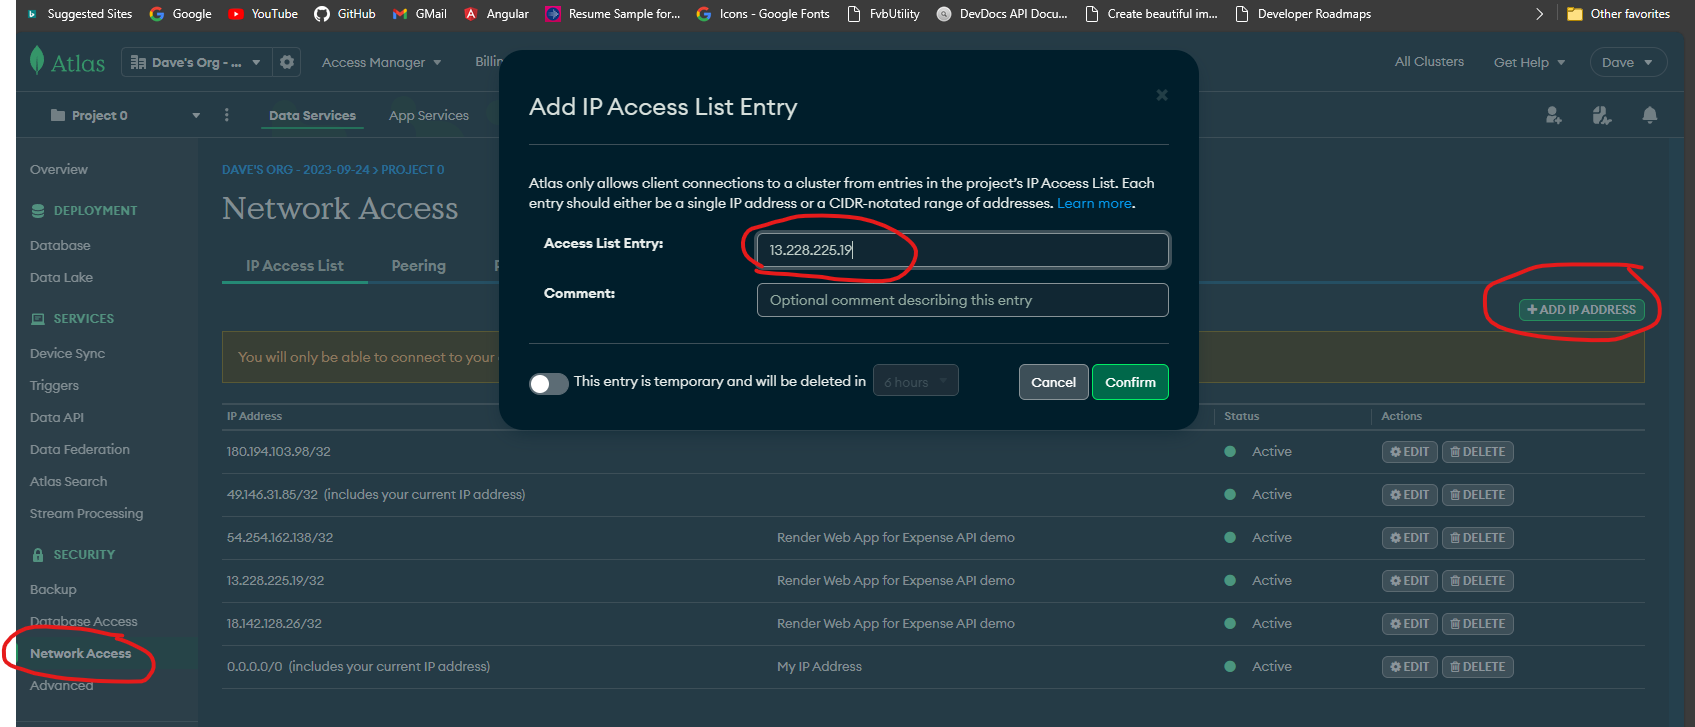 Suggested Sites Google YouTube GitHub GMail Angular Resume Sample for... Icons - Google Fonts FvbUtility DevDocs API Docu... Create beautiful im... Developer Roadmaps Other favorites
Atlas Dave's Org - ... Access Manager Billin All Clusters Get Help Dave
Project 0 Data Services App Services
Overview
DEPLOYMENT
Database
Data Lake
SERVICES
Device Sync
Triggers
Data API
Data Federation
Atlas Search
Stream Processing
SECURITY
Backup
Database Access
Network Access
Advanced
DAVE'S ORG - 2023-09-24 > PROJECT 0
Network Access
IP Access List Peering P
+ ADD IP ADDRESS
You will only be able to connect to your
Add IP Access List Entry
Atlas only allows client connections to a cluster from entries in the project's IP Access List. Each
entry should either be a single IP address or a CIDR-notated range of addresses. Learn more.
Access List Entry: 13.228.225.19
Comment: Optional comment describing this entry
This entry is temporary and will be deleted in 6 hours Cancel Confirm
IP Address Status Actions
180.194.103.98/32 Active EDIT DELETE
49.146.31.85/32 (includes your current IP address) Active EDIT DELETE
54.254.162.138/32 Render Web App for Expense API demo Active EDIT DELETE
13.228.225.19/32 Render Web App for Expense API demo Active EDIT DELETE
18.142.128.26/32 Render Web App for Expense API demo Active EDIT DELETE
0.0.0.0/0 (includes your current IP address) My IP Address Active EDIT DELETE